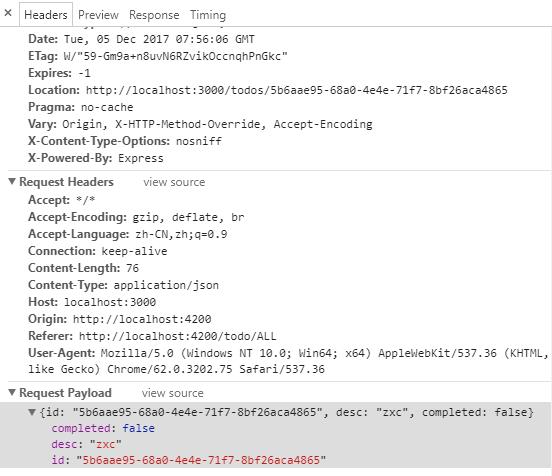 × Headers Preview Response Timing
Date: Tue, 05 Dec 2017 07:56:06 GMT
ETag: W/"59-Gm9a+n8uvN6RZvikOccnqhPnGkc"
Expires: -1
Location: http://localhost:3000/todos/5b6aae95-68a0-4e4e-71f7-8bf26aca4865
Pragma: no-cache
Vary: Origin, X-HTTP-Method-Override, Accept-Encoding
X-Content-Type-Options: nosniff
X-Powered-By: Express
▼ Request Headers view source
Accept: */*
Accept-Encoding: gzip, deflate, br
Accept-Language: zh-CN,zh;q=0.9
Connection: keep-alive
Content-Length: 76
Content-Type: application/json
Host: localhost:3000
Origin: http://localhost:4200
Referer: http://localhost:4200/todo/ALL
User-Agent: Mozilla/5.0 (Windows NT 10.0; Win64; x64) AppleWebKit/537.36 (KHTML,
like Gecko) Chrome/62.0.3202.75 Safari/537.36
▼ Request Payload view source
▼ {id: "5b6aae95-68a0-4e4e-71f7-8bf26aca4865", desc: "zxc", completed: false}
completed: false
desc: "zxc"
id: "5b6aae95-68a0-4e4e-71f7-8bf26aca4865"